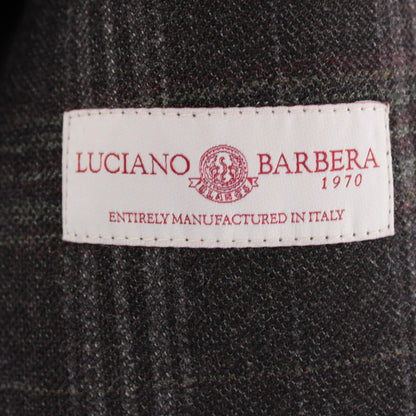 LUCIANO BARBERA
1970
ENTIRELY MANUFACTURED IN ITALY